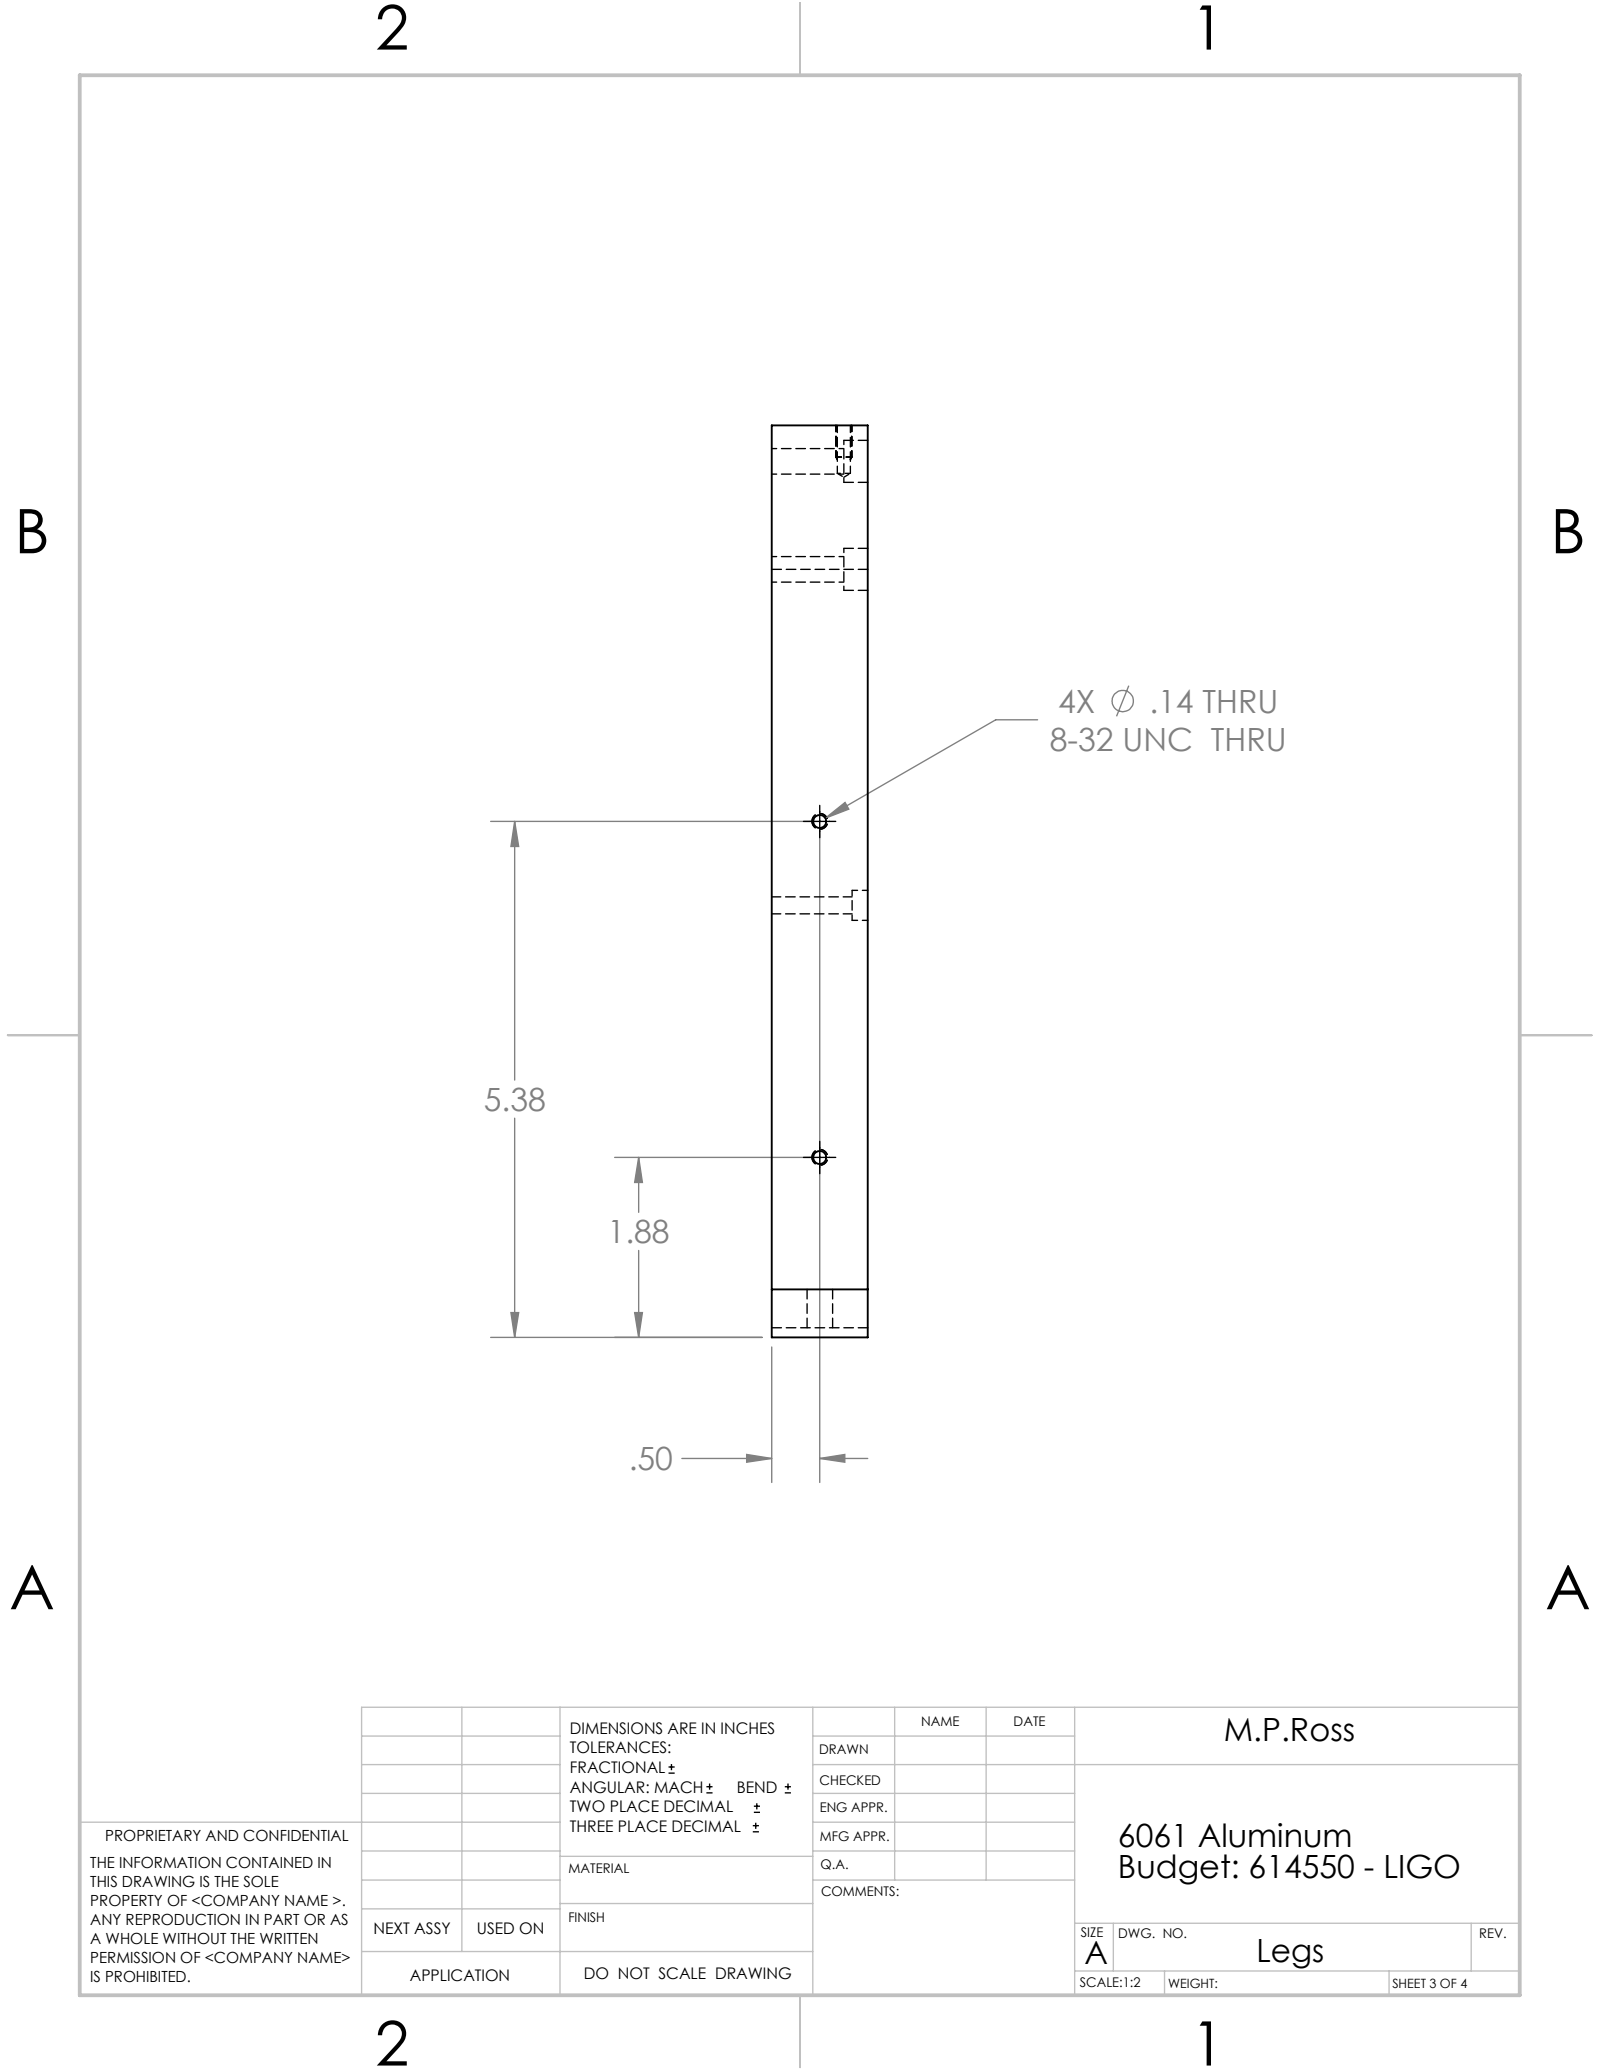 2 1
B B
4X ∅ .14 THRU
8-32 UNC THRU
5.38
1.88
.50
A A
PROPRIETARY AND CONFIDENTIAL
THE INFORMATION CONTAINED IN
THIS DRAWING IS THE SOLE
PROPERTY OF <COMPANY NAME >.
ANY REPRODUCTION IN PART OR AS
A WHOLE WITHOUT THE WRITTEN
PERMISSION OF <COMPANY NAME>
IS PROHIBITED.
NEXT ASSY USED ON
APPLICATION
DIMENSIONS ARE IN INCHES
TOLERANCES:
FRACTIONAL ±
ANGULAR: MACH ± BEND ±
TWO PLACE DECIMAL ±
THREE PLACE DECIMAL ±
MATERIAL
FINISH
DO NOT SCALE DRAWING
NAME DATE
DRAWN
CHECKED
ENG APPR.
MFG APPR.
Q.A.
COMMENTS:
M.P.Ross
6061 Aluminum
Budget: 614550 - LIGO
SIZE DWG. NO. REV.
A Legs
SCALE:1:2 WEIGHT: SHEET 3 OF 4
2 1